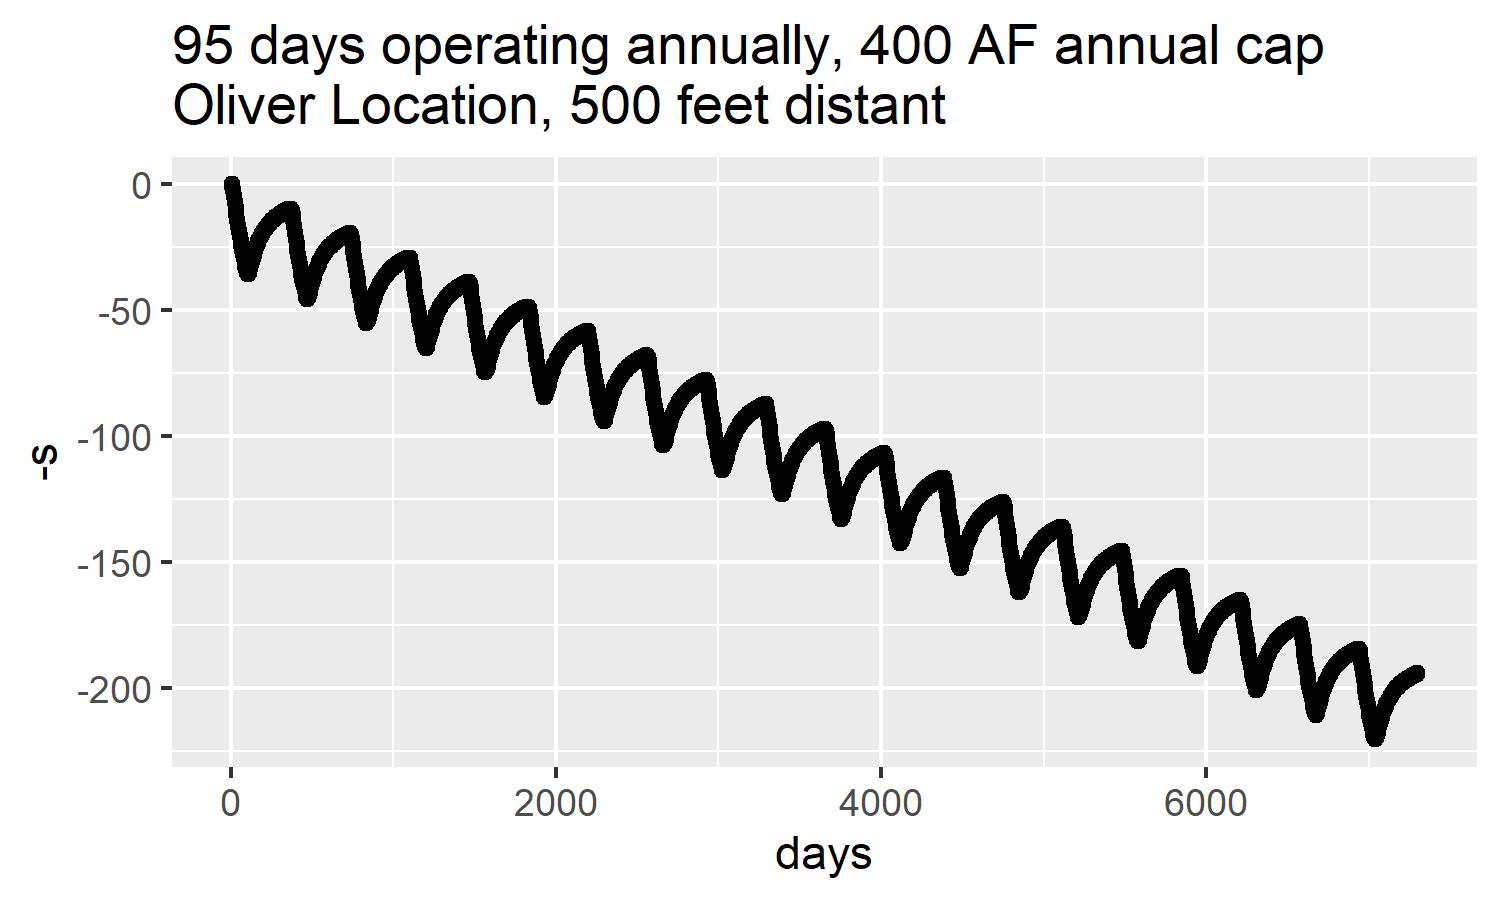 95 days operating annually, 400 AF annual cap
Oliver Location, 500 feet distant
0
-50
-100
-150
-200
-s
0 2000 4000 6000
days